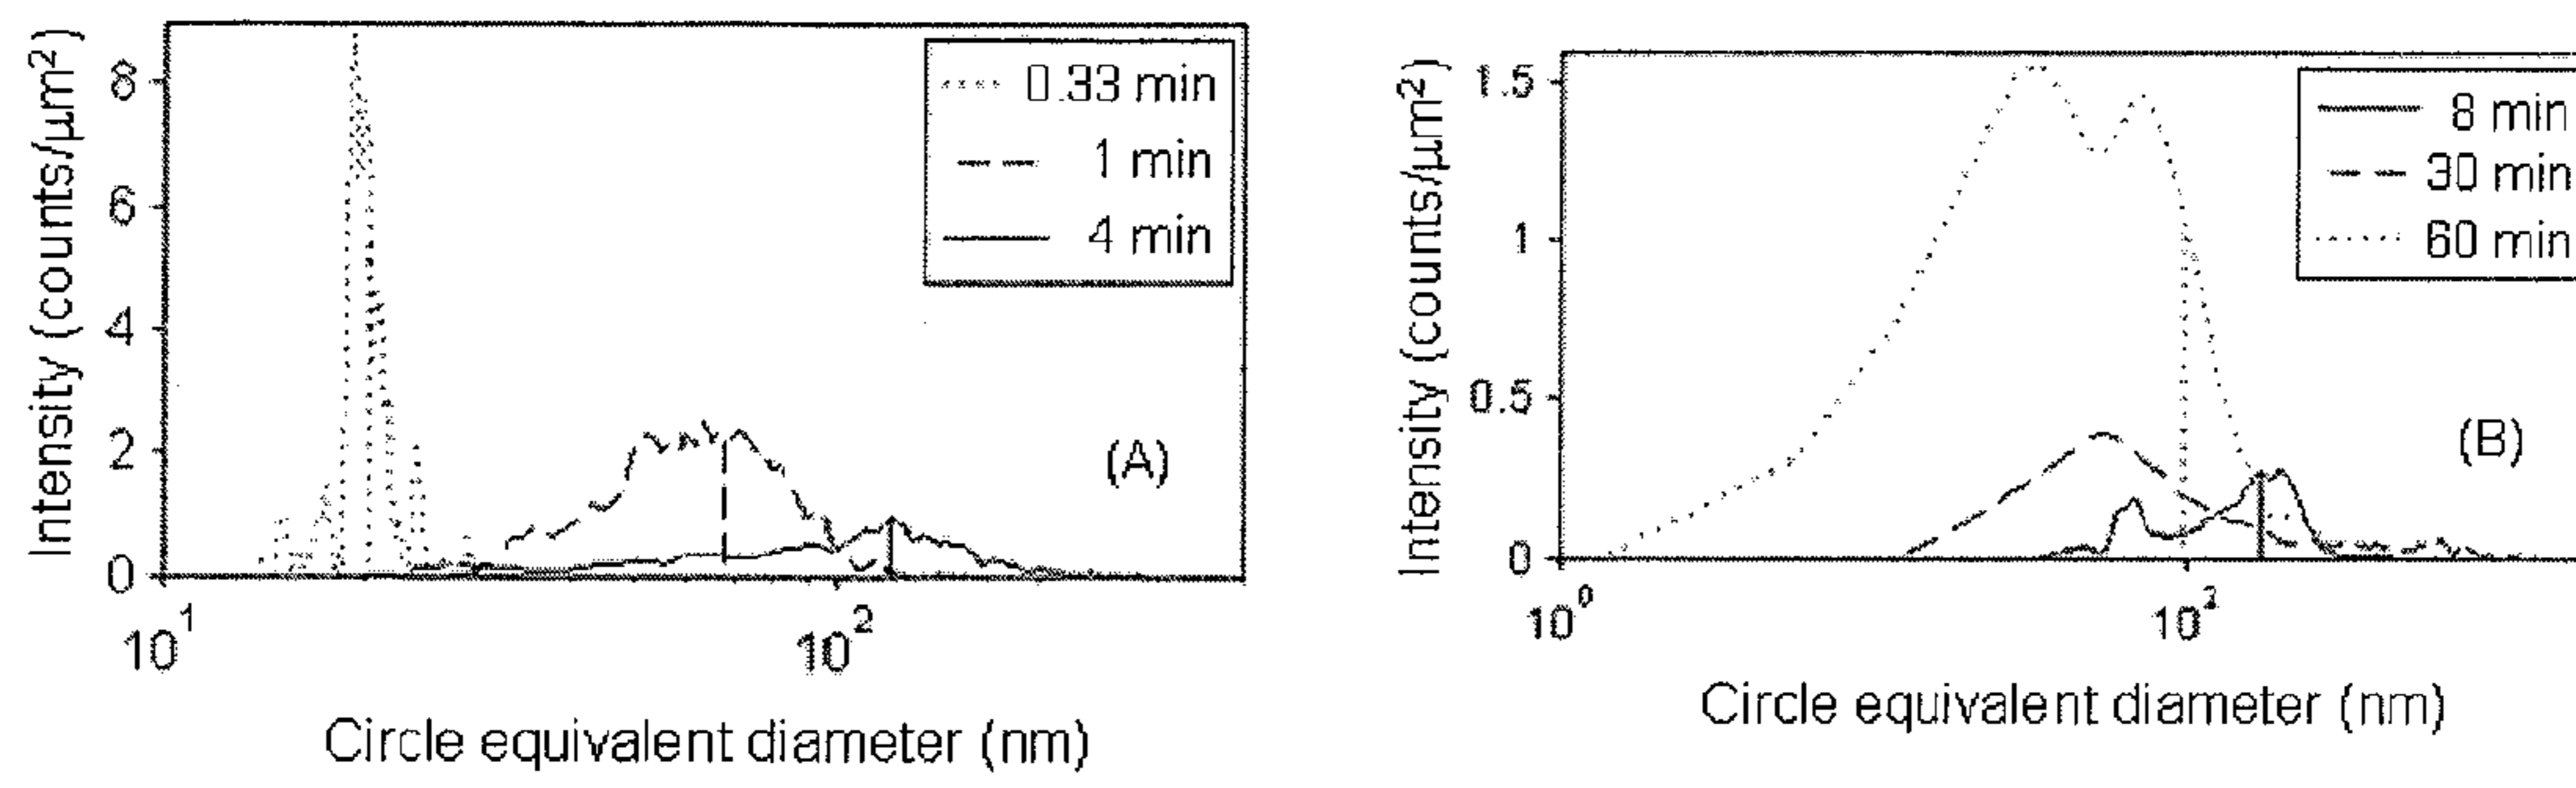 Intensity (counts/μm²)
8
6
4
2
0
10¹
10²
Circle equivalent diameter (nm)
0.33 min
1 min
4 min
(A)
Intensity (counts/μm²)
1.5
1
0.5
0
10⁰
10²
Circle equivalent diameter (nm)
8 min
30 min
60 min
(B)